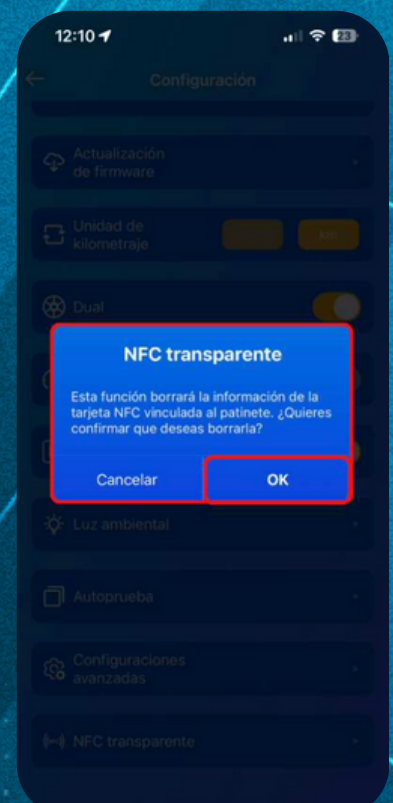 12:10
23
Configuración
Actualización
de firmware
Unidad de
kilometraje
km
Dual
NFC transparente
Esta función borrará la información de la
tarjeta NFC vinculada al patinete. ¿Quieres
confirmar que deseas borrarla?
Cancelar
OK
Luz ambiental
Autoprueba
Configuraciones
avanzadas
NFC transparente